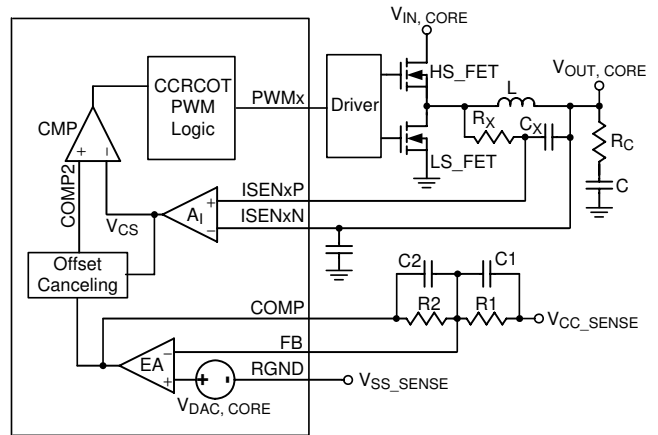 V_IN, CORE
CCRCOT
PWM
Logic
PWMx
Driver
HS_FET
L
V_OUT, CORE
CMP
+
−
R_X
C_X
R_C
LS_FET
C
COMP2
V_CS
A_I
+
−
ISENxP
ISENxN
Offset
Canceling
C2
C1
COMP
R2
R1
V_CC_SENSE
FB
EA
−
+
+
-
RGND
V_SS_SENSE
V_DAC, CORE